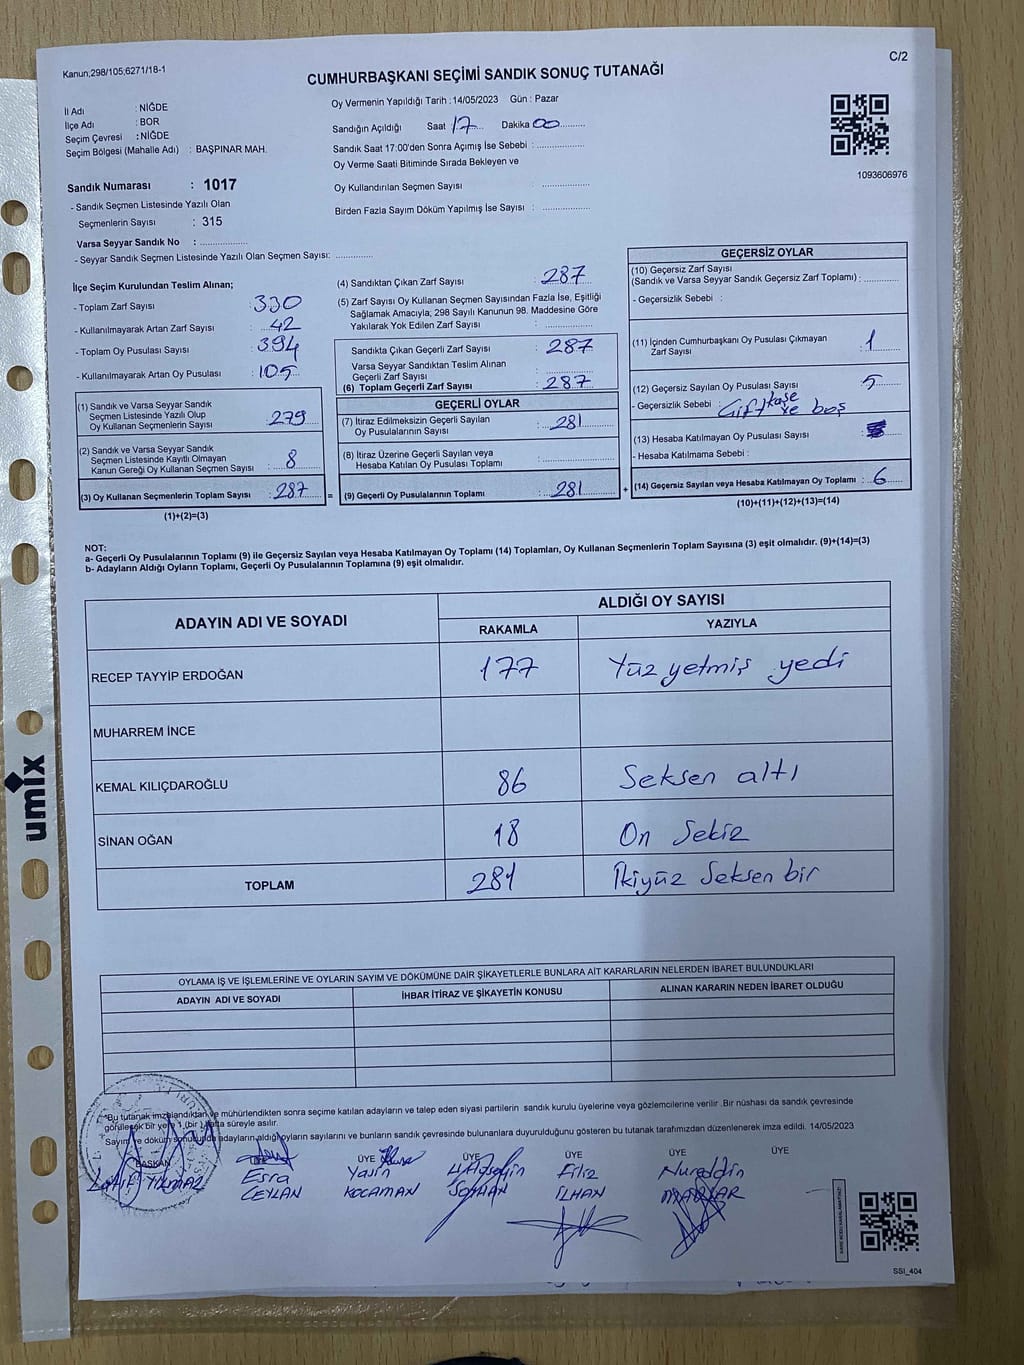 Kanun;298/105;6271/18-1
C/2
CUMHURBAŞKANI SEÇİMİ SANDIK SONUÇ TUTANAĞI
İl Adı : NİĞDE
İlçe Adı : BOR
Seçim Çevresi : NİĞDE
Seçim Bölgesi (Mahalle Adı) : BAŞPINAR MAH.
Oy Vermenin Yapıldığı Tarih : 14/05/2023 Gün : Pazar
Sandığın Açıldığı Saat 17 Dakika 00
Sandık Saat 17:00'den Sonra Açımış İse Sebebi :
Oy Verme Saati Bitiminde Sırada Bekleyen ve
Oy Kullandırılan Seçmen Sayısı :
Birden Fazla Sayım Döküm Yapılmış İse Sayısı :
1093606976
Sandık Numarası : 1017
- Sandık Seçmen Listesinde Yazılı Olan
Seçmenlerin Sayısı : 315
Varsa Seyyar Sandık No :
- Seyyar Sandık Seçmen Listesinde Yazılı Olan Seçmen Sayısı:
İlçe Seçim Kurulundan Teslim Alınan;
- Toplam Zarf Sayısı : 330
- Kullanılmayarak Artan Zarf Sayısı : 42
- Toplam Oy Pusulası Sayısı : 394
- Kullanılmayarak Artan Oy Pusulası : 105
(1) Sandık ve Varsa Seyyar Sandık
Seçmen Listesinde Yazılı Olup
Oy Kullanan Seçmenlerin Sayısı : 279
(2) Sandık ve Varsa Seyyar Sandık
Seçmen Listesinde Kayıtlı Olmayan
Kanun Gereği Oy Kullanan Seçmen Sayısı : 8
(3) Oy Kullanan Seçmenlerin Toplam Sayısı : 287 =
(1)+(2)=(3)
(4) Sandıktan Çıkan Zarf Sayısı : 287
(5) Zarf Sayısı Oy Kullanan Seçmen Sayısından Fazla İse, Eşitliği
Sağlamak Amacıyla; 298 Sayılı Kanunun 98. Maddesine Göre
Yakılarak Yok Edilen Zarf Sayısı :
Sandıkta Çıkan Geçerli Zarf Sayısı : 287
Varsa Seyyar Sandıktan Teslim Alınan
Geçerli Zarf Sayısı :
(6) Toplam Geçerli Zarf Sayısı : 287
GEÇERLİ OYLAR
(7) İtiraz Edilmeksizin Geçerli Sayılan
Oy Pusulalarının Sayısı : 281
(8) İtiraz Üzerine Geçerli Sayılan veya
Hesaba Katılan Oy Pusulası Toplamı :
(9) Geçerli Oy Pusulalarının Toplamı : 281 +
GEÇERSİZ OYLAR
(10) Geçersiz Zarf Sayısı
(Sandık ve Varsa Seyyar Sandık Geçersiz Zarf Toplamı) :
- Geçersizlik Sebebi :
(11) İçinden Cumhurbaşkanı Oy Pusulası Çıkmayan
Zarf Sayısı : 1
(12) Geçersiz Sayılan Oy Pusulası Sayısı : 5
- Geçersizlik Sebebi : Çift kaşe ve boş
(13) Hesaba Katılmayan Oy Pusulası Sayısı :
- Hesaba Katılmama Sebebi :
(14) Geçersiz Sayılan veya Hesaba Katılmayan Oy Toplamı : 6
(10)+(11)+(12)+(13)=(14)
NOT:
a- Geçerli Oy Pusulalarının Toplamı (9) ile Geçersiz Sayılan veya Hesaba Katılmayan Oy Toplamı (14) Toplamları, Oy Kullanan Seçmenlerin Toplam Sayısına (3) eşit olmalıdır. (9)+(14)=(3)
b- Adayların Aldığı Oyların Toplamı, Geçerli Oy Pusulalarının Toplamına (9) eşit olmalıdır.
ADAYIN ADI VE SOYADI
ALDIĞI OY SAYISI
RAKAMLA YAZIYLA
RECEP TAYYİP ERDOĞAN 177 Yüz yetmiş yedi
MUHARREM İNCE
KEMAL KILIÇDAROĞLU 86 Seksen altı
SİNAN OĞAN 18 On Sekiz
TOPLAM 281 İkiyüz Seksen bir
OYLAMA İŞ VE İŞLEMLERİNE VE OYLARIN SAYIM VE DÖKÜMÜNE DAİR ŞİKAYETLERLE BUNLARA AİT KARARLARIN NELERDEN İBARET BULUNDUKLARI
ADAYIN ADI VE SOYADI İHBAR İTİRAZ VE ŞİKAYETİN KONUSU ALINAN KARARIN NEDEN İBARET OLDUĞU
*Bu tutanak imzalandıktan ve mühürlendikten sonra seçime katılan adayların ve talep eden siyasi partilerin sandık kurulu üyelerine veya gözlemcilerine verilir .Bir nüshası da sandık çevresinde
görülecek bir yere 1 (bir) hafta süreyle asılır.
Sayım ve döküm sonucunda adayların aldığı oyların sayılarını ve bunların sandık çevresinde bulunanlara duyurulduğunu gösteren bu tutanak tarafımızdan düzenlenerek imza edildi. 14/05/2023
BAŞKAN ÜYE ÜYE ÜYE ÜYE ÜYE
Latif YILMAZ
Esra CEYLAN
Yasin KOCAMAN
Filiz İLHAN
Nureddin
SSI_404
umix